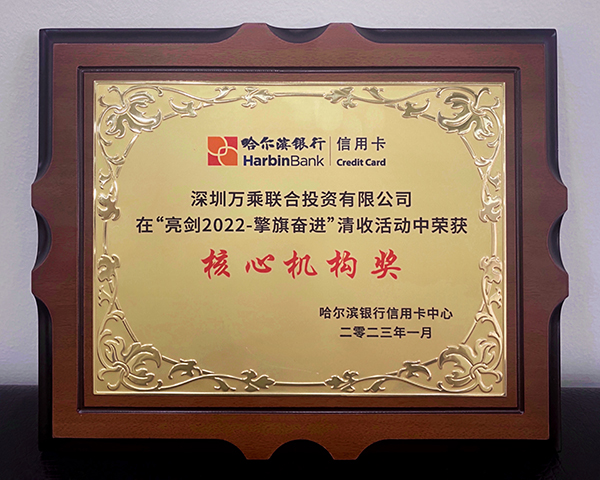 哈尔滨银行 信用卡
HarbinBank Credit Card
深圳万乘联合投资有限公司
在“亮剑2022-擎旗奋进”清收活动中荣获
核心机构奖
哈尔滨银行信用卡中心
二零二三年一月